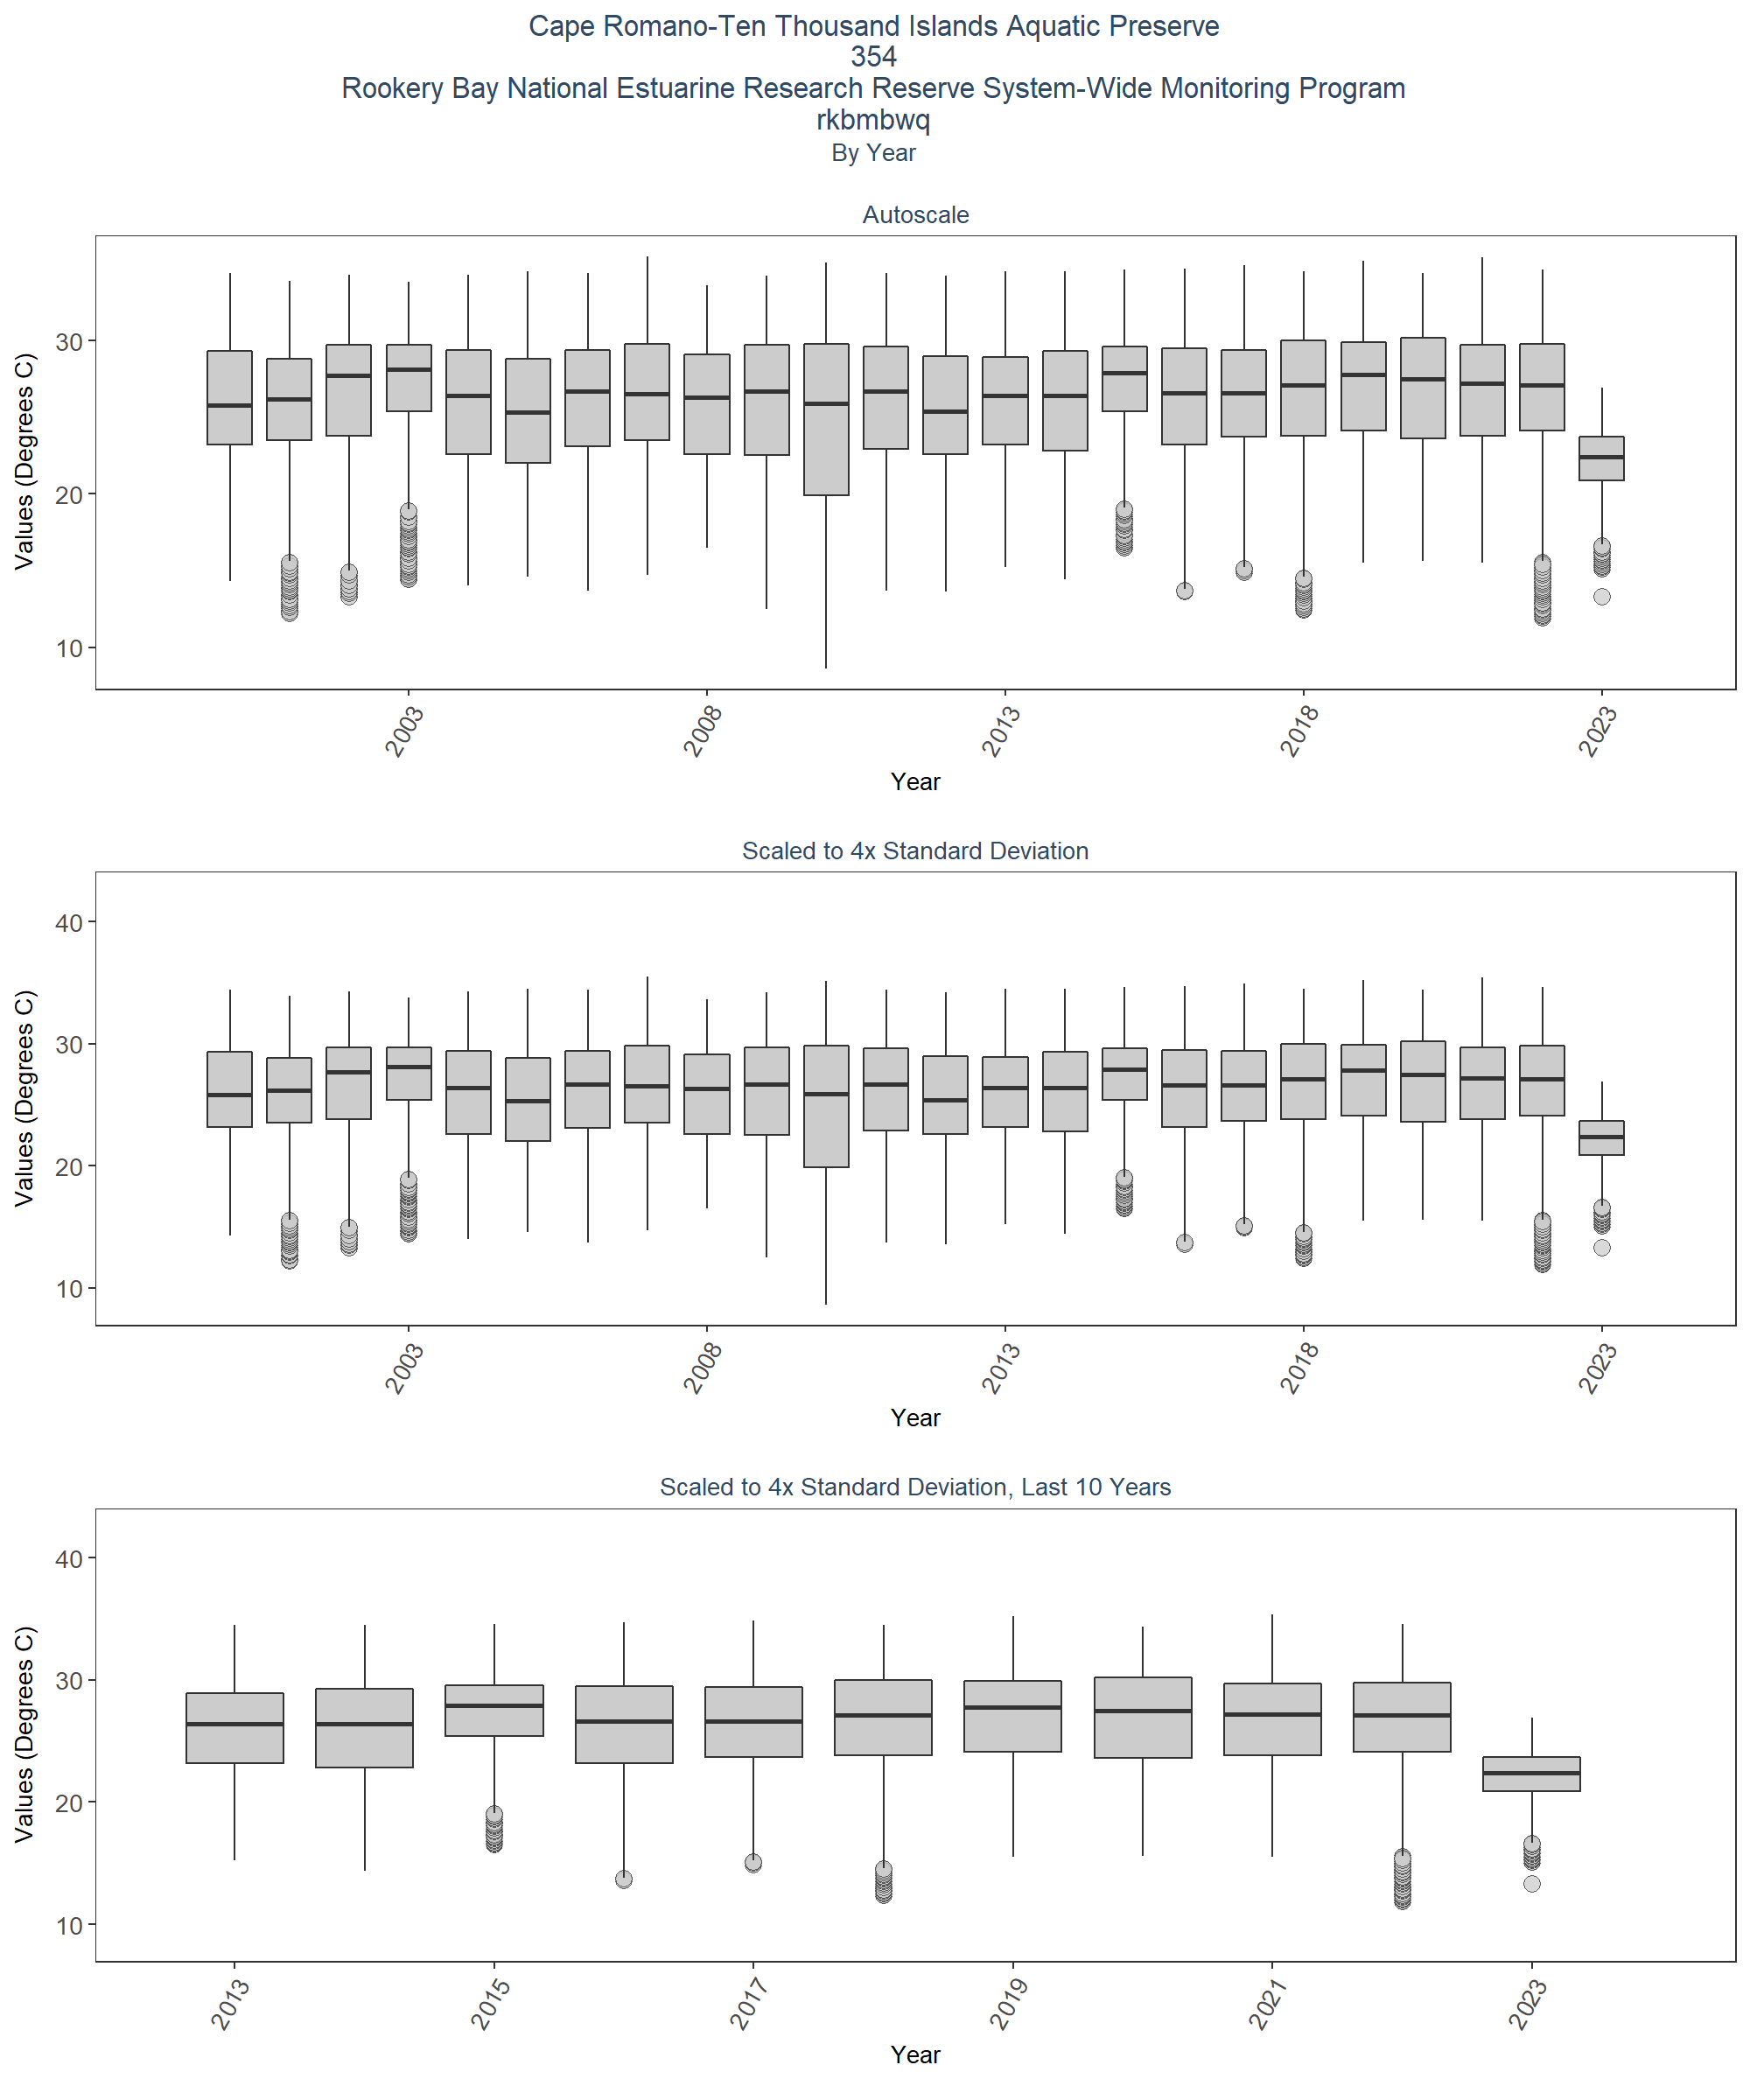 Cape Romano-Ten Thousand Islands Aquatic Preserve
354
Rookery Bay National Estuarine Research Reserve System-Wide Monitoring Program
rkbmbwq
By Year
Autoscale
Values (Degrees C)
30
20
10
2003 2008 2013 2018 2023
Year
Scaled to 4x Standard Deviation
Values (Degrees C)
40
30
20
10
2003 2008 2013 2018 2023
Year
Scaled to 4x Standard Deviation, Last 10 Years
Values (Degrees C)
40
30
20
10
2013 2015 2017 2019 2021 2023
Year